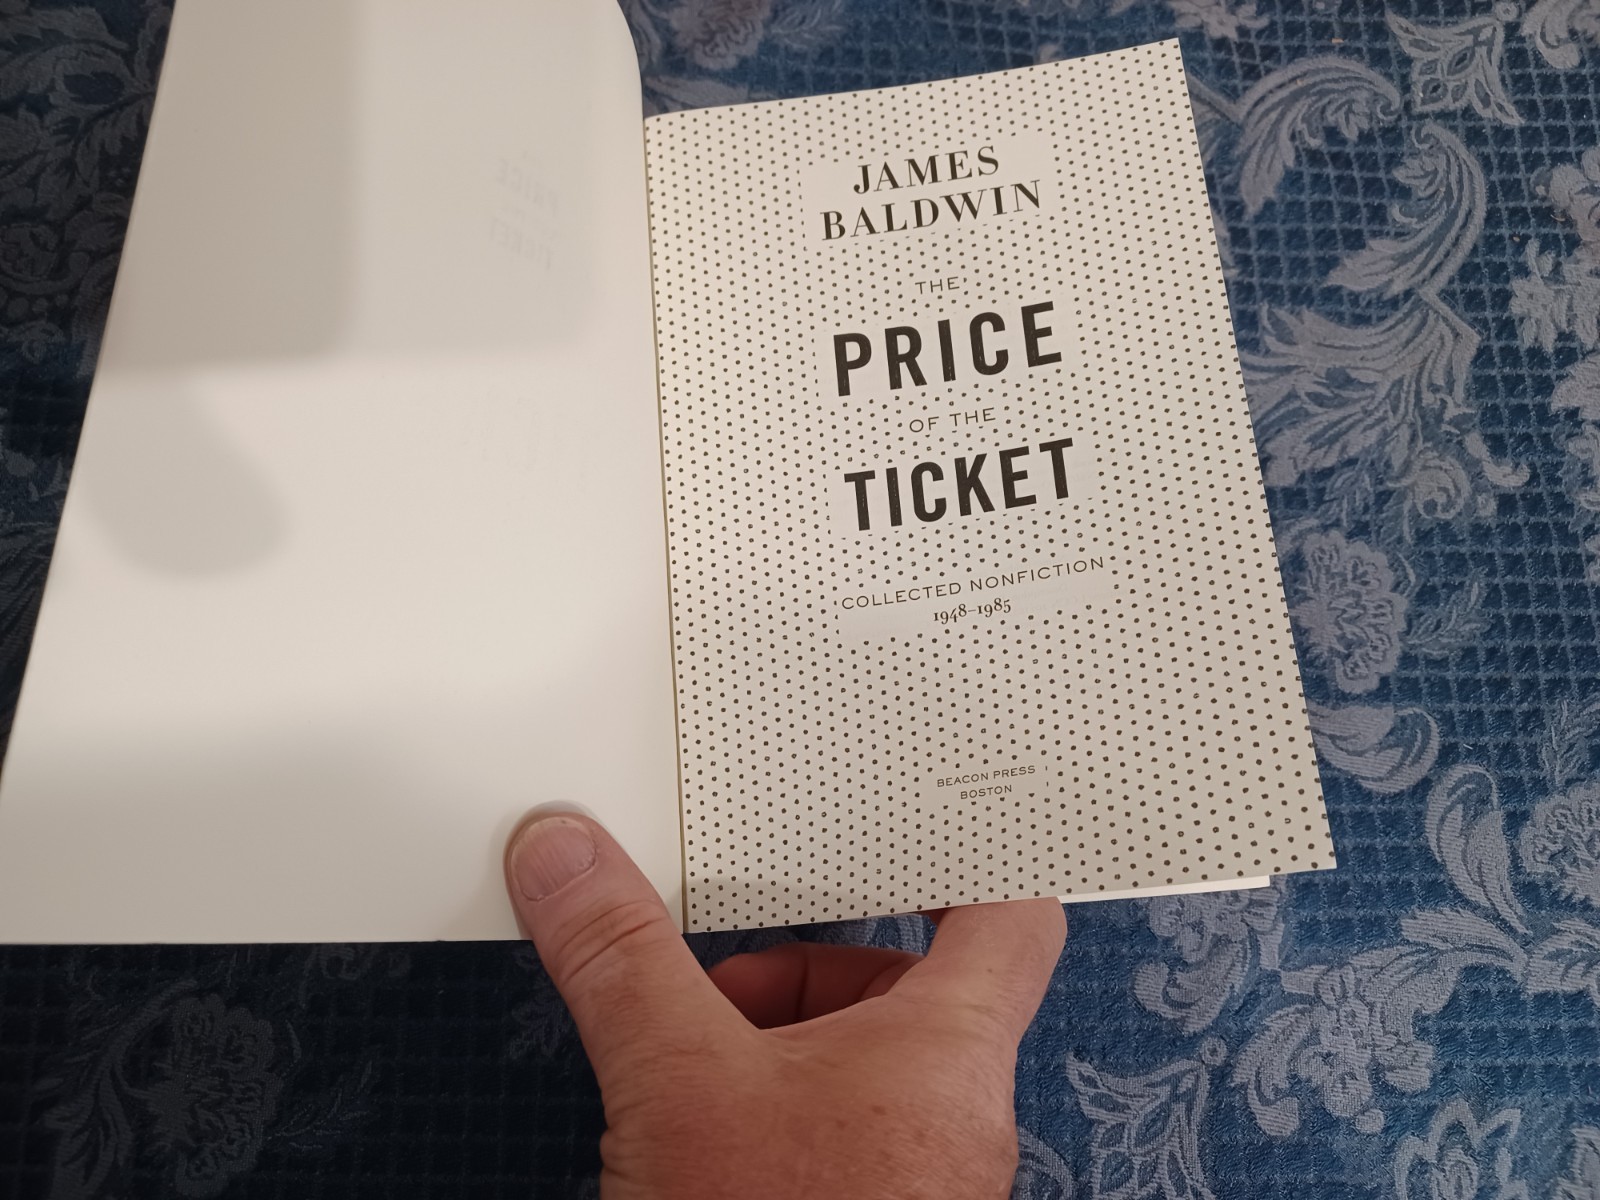 JAMES
BALDWIN
THE
PRICE
OF THE
TICKET
COLLECTED NONFICTION
1948–1985
BEACON PRESS
BOSTON